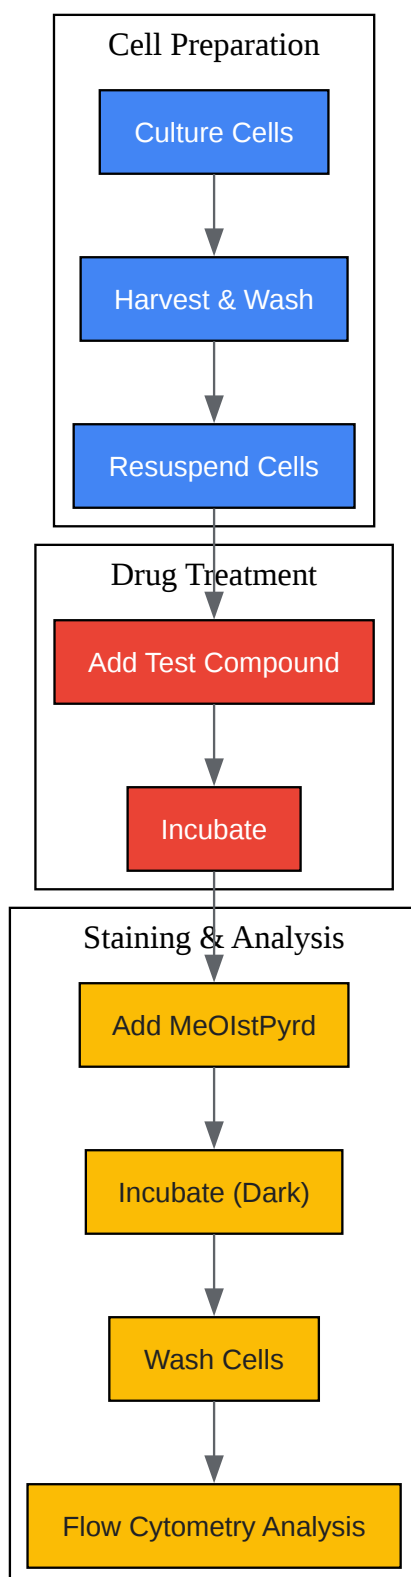 Cell Preparation
Culture Cells
Harvest & Wash
Resuspend Cells
Drug Treatment
Add Test Compound
Incubate
Staining & Analysis
Add MeOIstPyrd
Incubate (Dark)
Wash Cells
Flow Cytometry Analysis